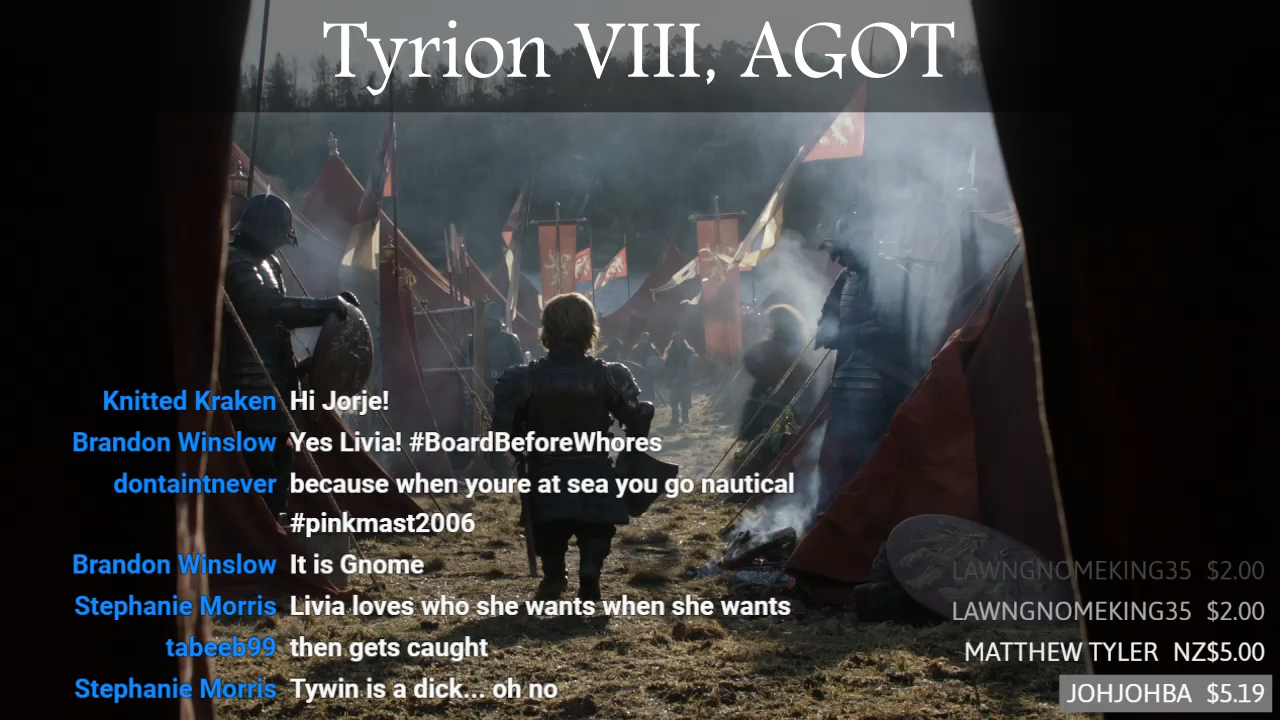 Tyrion VIII, AGOT
Knitted Kraken Hi Jorje!
Brandon Winslow Yes Livia! #BoardBeforeWhores
dontaintnever because when youre at sea you go nautical
#pinkmast2006
Brandon Winslow It is Gnome
Stephanie Morris Livia loves who she wants when she wants
tabeeb99 then gets caught
Stephanie Morris Tywin is a dick... oh no
LAWNGNOMEKING35 $2.00
LAWNGNOMEKING35 $2.00
MATTHEW TYLER NZ$5.00
JOHJOHBA $5.19